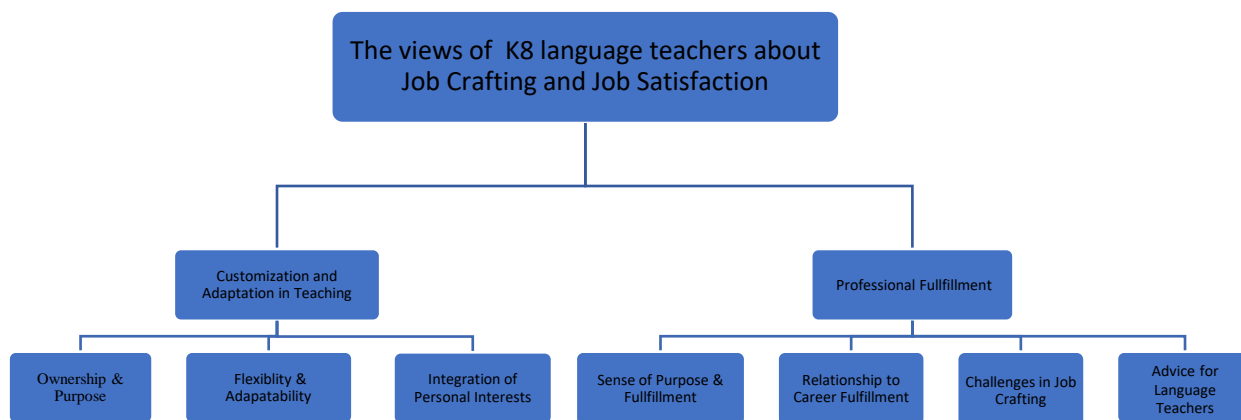 The views of K8 language teachers about
Job Crafting and Job Satisfaction
Customization and
Adaptation in Teaching
Professional Fullfillment
Ownership &
Purpose
Flexiblity &
Adapatability
Integration of
Personal Interests
Sense of Purpose &
Fullfillment
Relationship to
Career Fulfillment
Challenges in Job
Crafting
Advice for
Language
Teachers